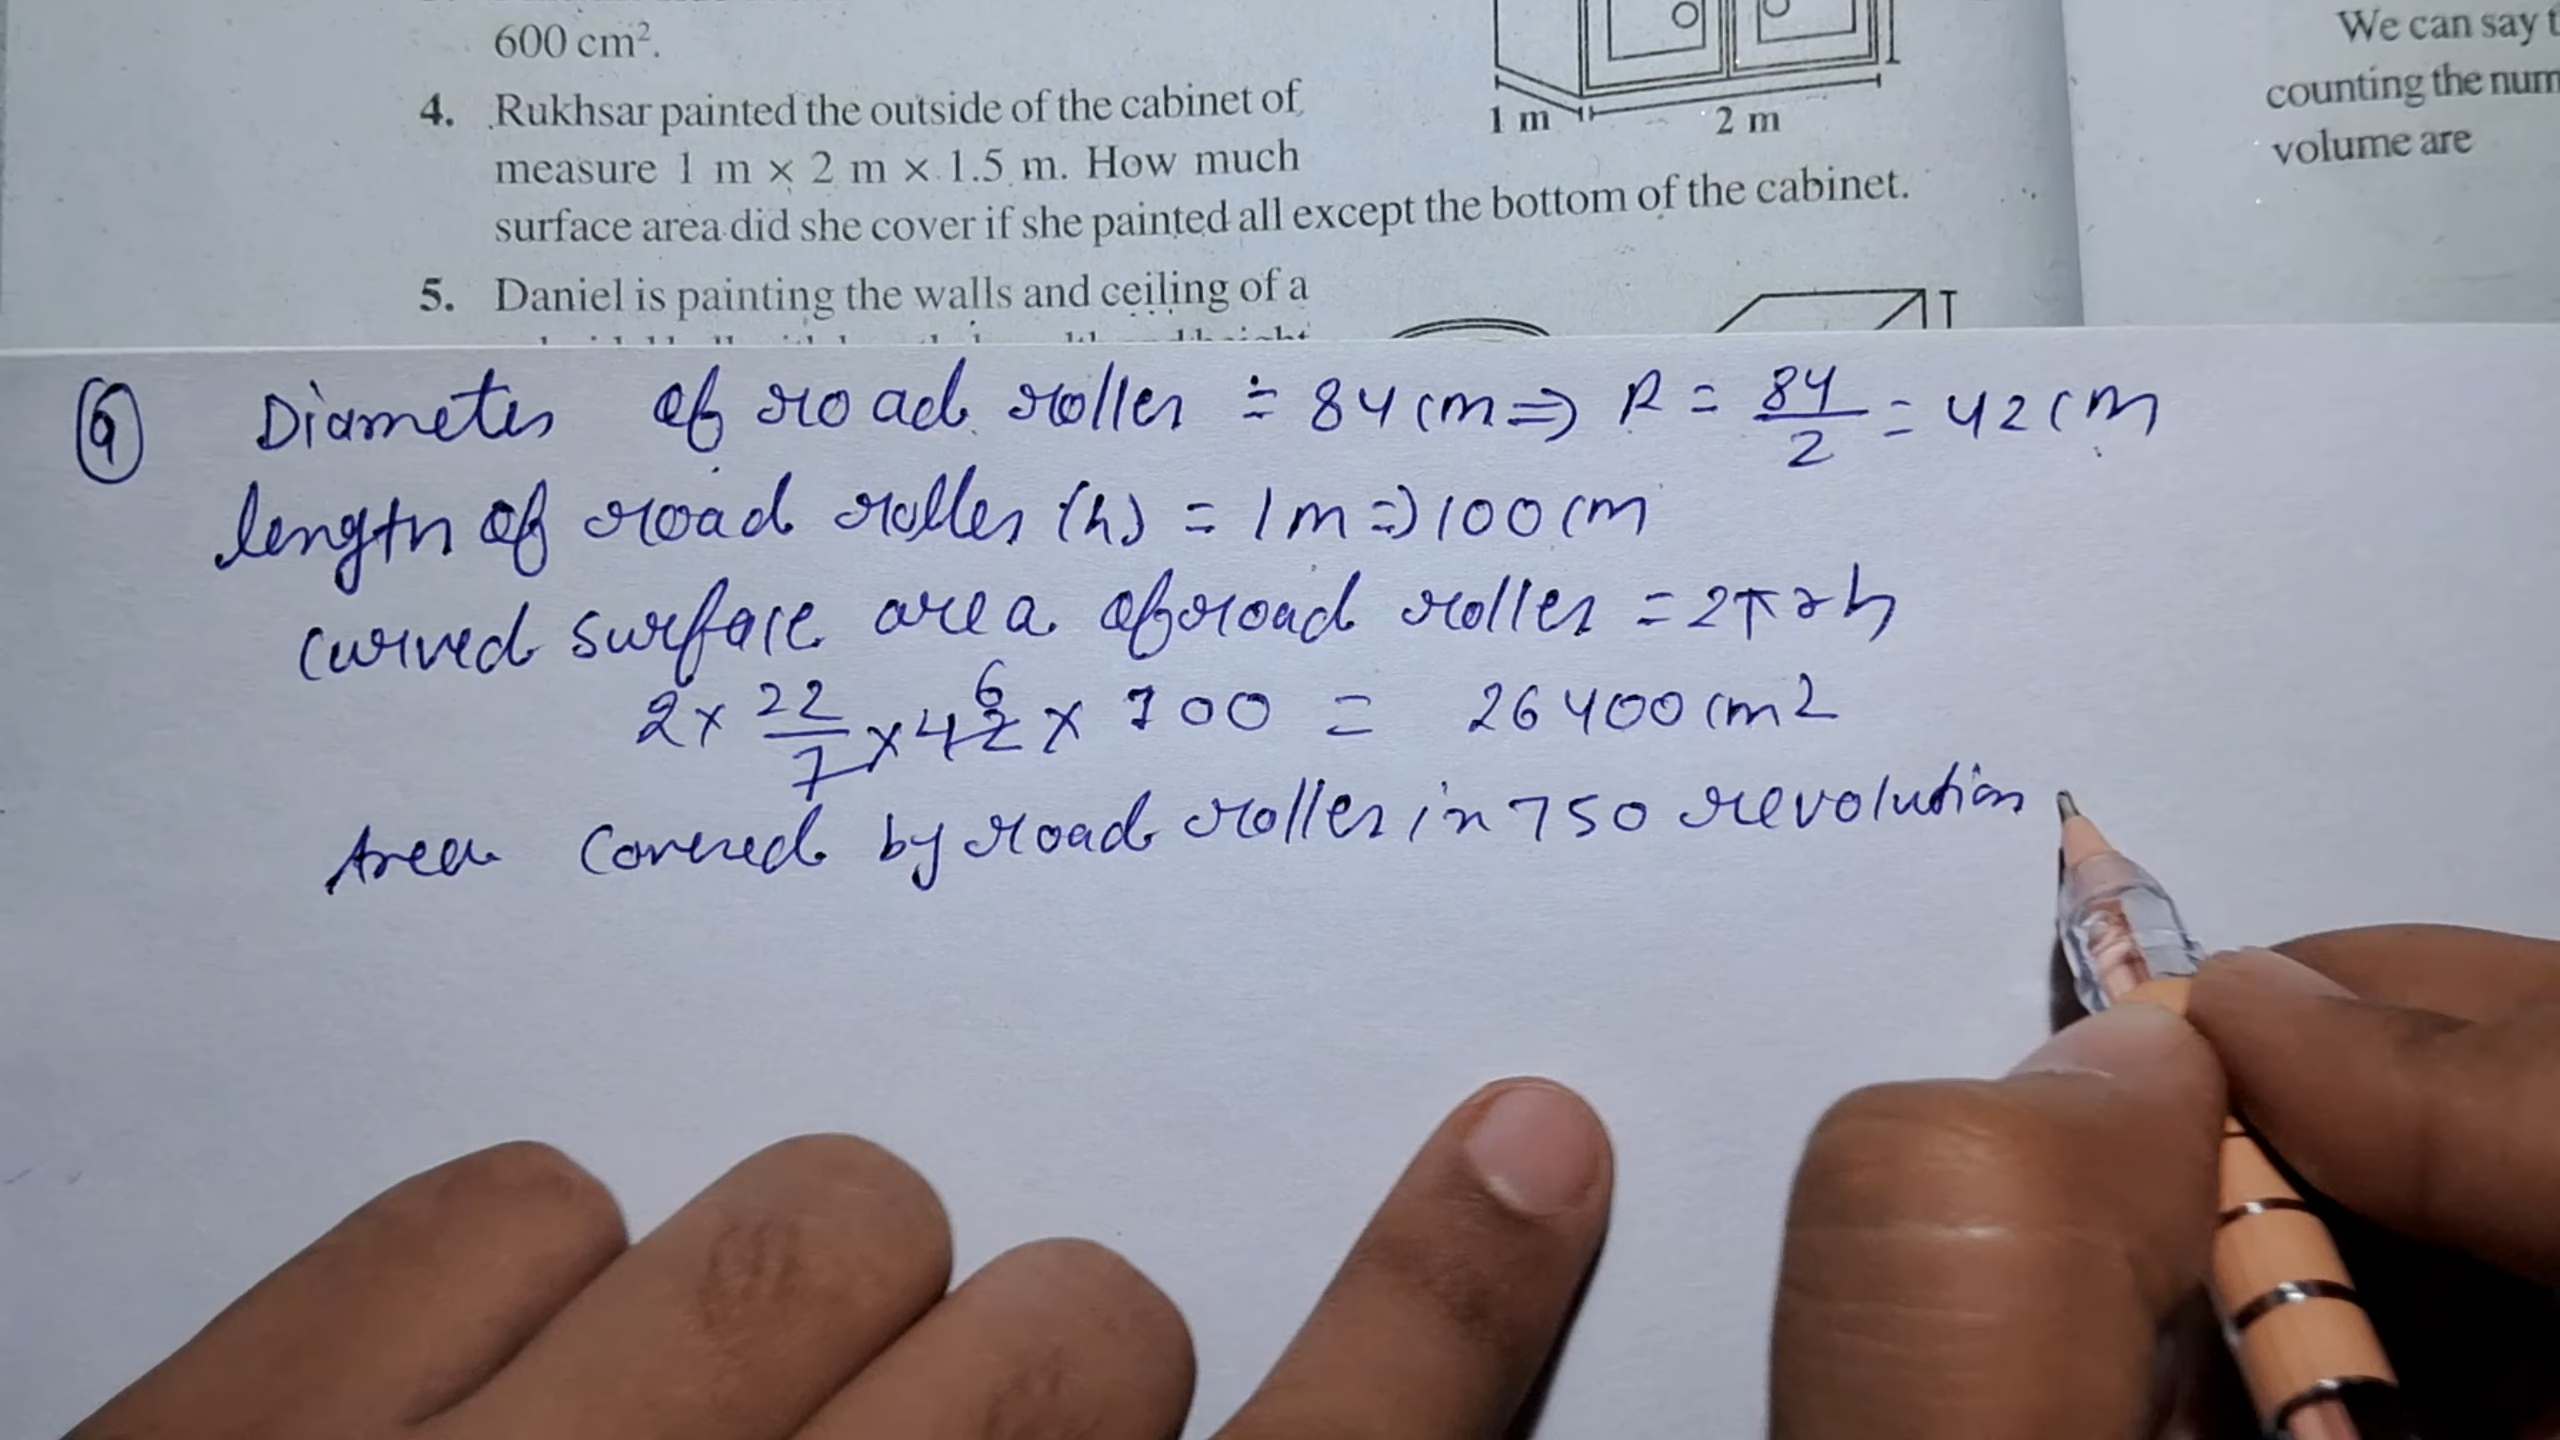 600 cm².
1 m
2 m
4. Rukhsar painted the outside of the cabinet of
measure 1 m × 2 m × 1.5 m. How much
surface area did she cover if she painted all except the bottom of the cabinet.
5. Daniel is painting the walls and ceiling of a
We can say t
counting the num
volume are
9 Diameter of road roller = 84 cm ⇒ R = 84/2 = 42 cm
length of road roller (h) = 1m ⇒ 100 cm
curved surface area of road roller = 2πrh
2 × 22/7 × 42 6 × 100 = 26400 cm2
Area covered by road roller in 750 revolution